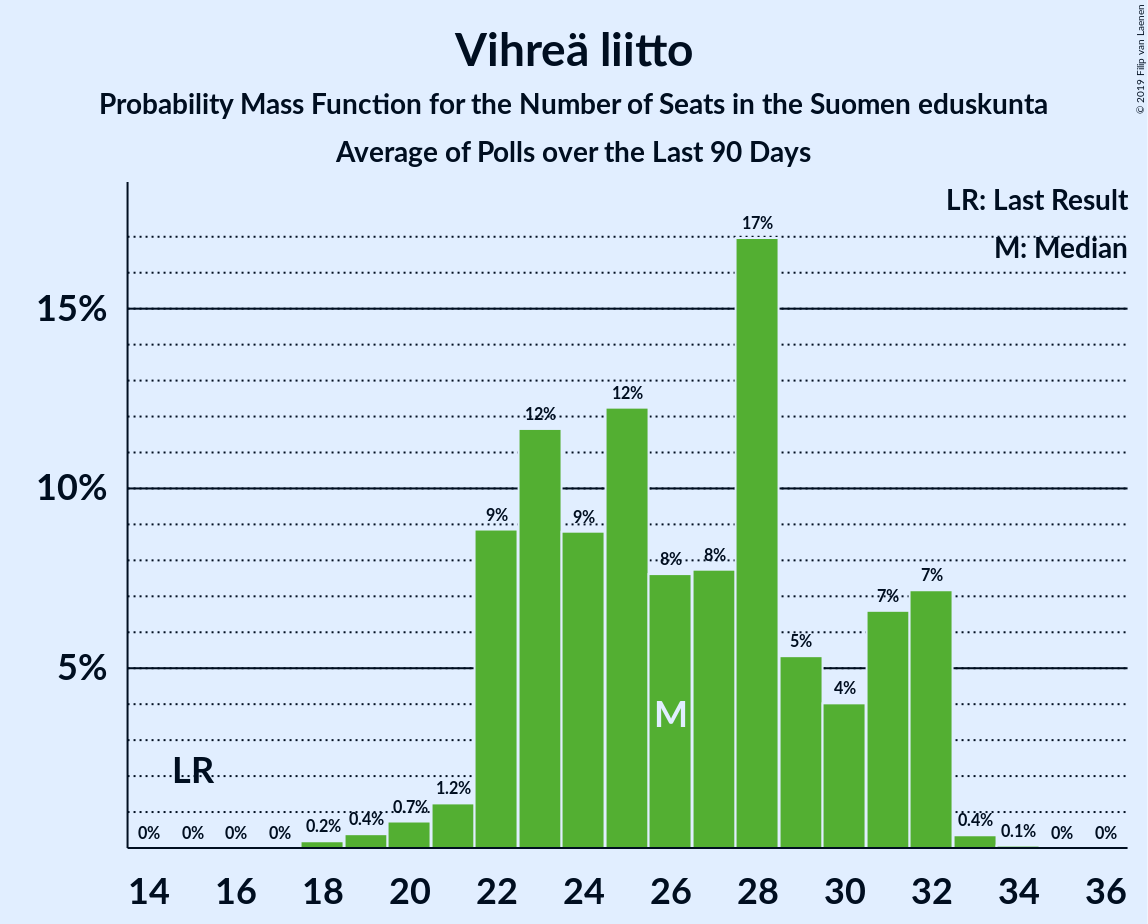 Vihreä liitto
Probability Mass Function for the Number of Seats in the Suomen eduskunta
Average of Polls over the Last 90 Days
© 2019 Filip van Laenen
LR: Last Result
M: Median
15%
10%
5%
0%
0%
0%
0%
0.2%
0.4%
0.7%
1.2%
9%
12%
9%
12%
8%
8%
17%
5%
4%
7%
7%
0.4%
0.1%
0%
0%
LR
M
14 16 18 20 22 24 26 28 30 32 34 36